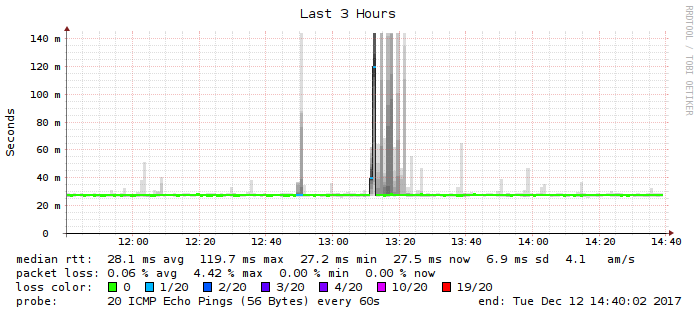 Last 3 Hours
RRDTOOL / TOBI OETIKER
Seconds
140 m
120 m
100 m
80 m
60 m
40 m
20 m
0
12:00 12:20 12:40 13:00 13:20 13:40 14:00 14:20 14:40
median rtt: 28.1 ms avg 119.7 ms max 27.2 ms min 27.5 ms now 6.9 ms sd 4.1 am/s
packet loss: 0.06 % avg 4.42 % max 0.00 % min 0.00 % now
loss color: 0 1/20 2/20 3/20 4/20 10/20 19/20
probe: 20 ICMP Echo Pings (56 Bytes) every 60s end: Tue Dec 12 14:40:02 2017